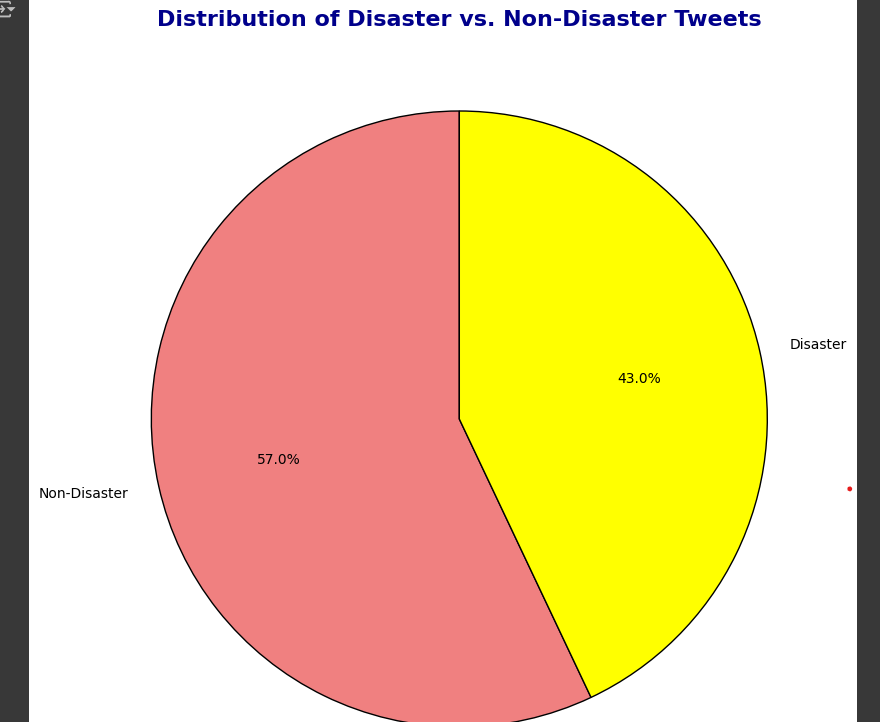 Distribution of Disaster vs. Non-Disaster Tweets
Disaster
43.0%
57.0%
Non-Disaster